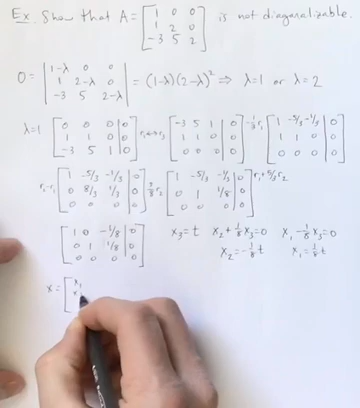 Ex. Show that A = [1 0 0; 1 2 0; -3 5 2] is not diagonalizable.
0 = |1-λ 0 0; 1 2-λ 0; -3 5 2-λ| = (1-λ)(2-λ)² ⇒ λ=1 or λ=2
λ=1 [0 0 0 | 0; 1 1 0 | 0; -3 5 1 | 0] r₁↔r₃ [-3 5 1 | 0; 1 1 0 | 0; 0 0 0 | 0] -1/3 r₁ [1 -5/3 -1/3 | 0; 1 1 0 | 0; 0 0 0 | 0]
r₂-r₁ [1 -5/3 -1/3 | 0; 0 8/3 1/3 | 0; 0 0 0 | 0] 3/8 r₂ [1 -5/3 -1/3 | 0; 0 1 1/8 | 0; 0 0 0 | 0] r₁+5/3 r₂
[1 0 -1/8 | 0; 0 1 1/8 | 0; 0 0 0 | 0] x₃=t x₂+1/8 x₃=0 x₁-1/8 x₃=0
x₂=-1/8 t x₁=1/8 t
x = [x₁ x